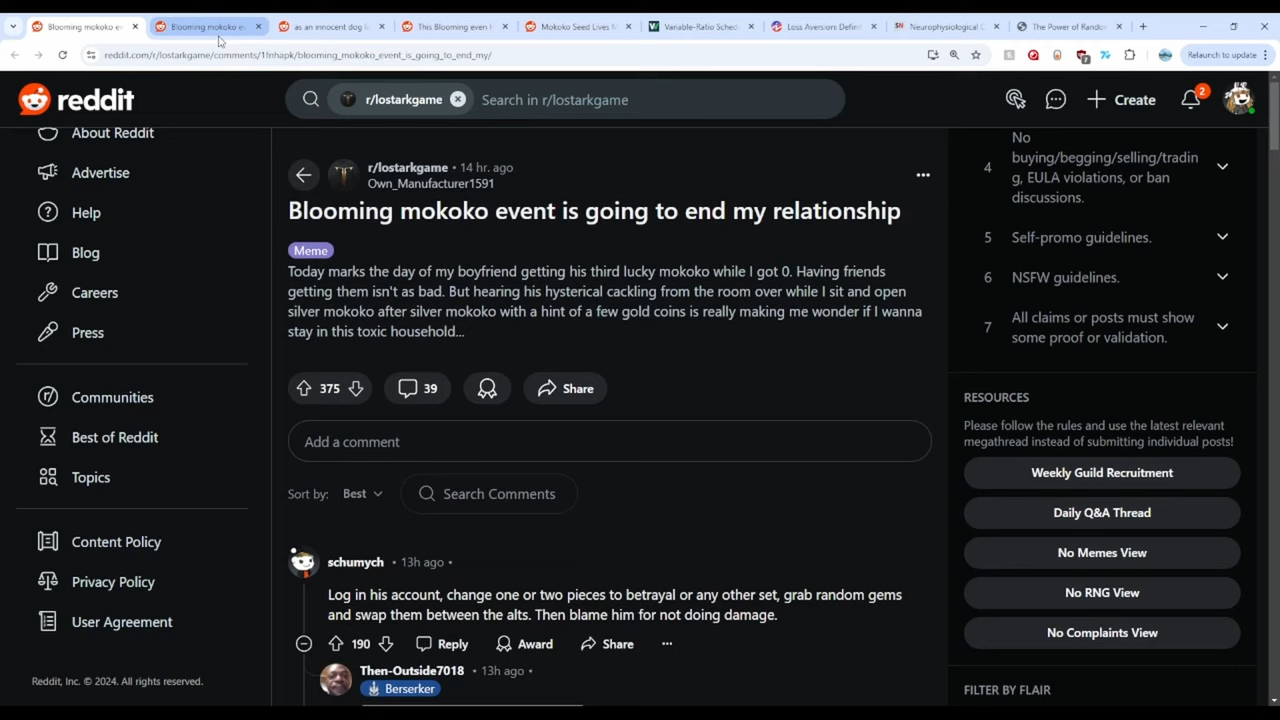 Blooming mokoko e
Blooming mokoko e
as an innocent dog l
This Blooming even
Mokoko Seed Lives M
Variable-Ratio Sched
Loss Aversion: Defini
Neurophysiological C
The Power of Rando
reddit.com/r/lostarkgame/comments/1fnhapk/blooming_mokoko_event_is_going_to_end_my/
Relaunch to update
reddit
r/lostarkgame
Search in r/lostarkgame
Create
2
About Reddit
Advertise
Help
Blog
Careers
Press
Communities
Best of Reddit
Topics
Content Policy
Privacy Policy
User Agreement
Reddit, Inc. © 2024. All rights reserved.
r/lostarkgame • 14 hr. ago
Own_Manufacturer1591
Blooming mokoko event is going to end my relationship
Meme
Today marks the day of my boyfriend getting his third lucky mokoko while I got 0. Having friends
getting them isn't as bad. But hearing his hysterical cackling from the room over while I sit and open
silver mokoko after silver mokoko with a hint of a few gold coins is really making me wonder if I wanna
stay in this toxic household...
375
39
Share
Add a comment
Sort by: Best
Search Comments
schumych • 13h ago •
Log in his account, change one or two pieces to betrayal or any other set, grab random gems
and swap them between the alts. Then blame him for not doing damage.
190 Reply Award Share
Then-Outside7018 • 13h ago •
Berserker
No
4 buying/begging/selling/tradin
g, EULA violations, or ban
discussions.
5 Self-promo guidelines.
6 NSFW guidelines.
7 All claims or posts must show
some proof or validation.
RESOURCES
Please follow the rules and use the latest relevant
megathread instead of submitting individual posts!
Weekly Guild Recruitment
Daily Q&A Thread
No Memes View
No RNG View
No Complaints View
FILTER BY FLAIR